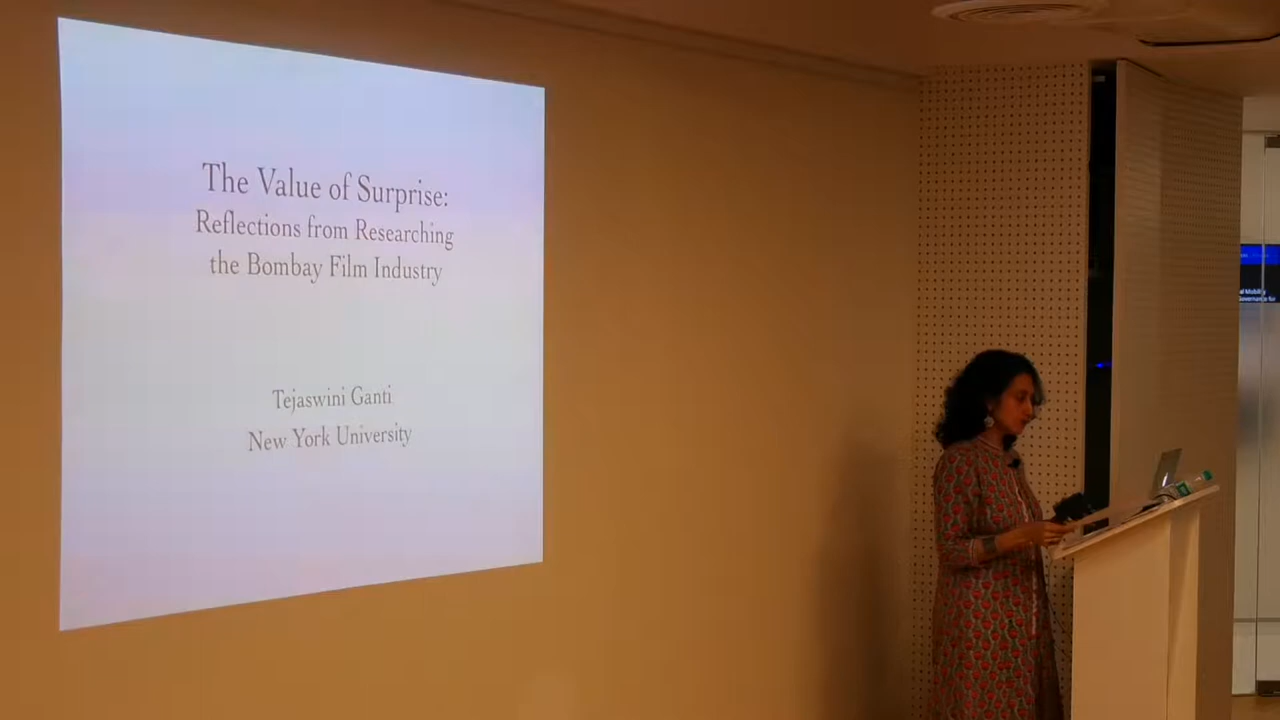 The Value of Surprise:
Reflections from Researching
the Bombay Film Industry
Tejaswini Ganti
New York University